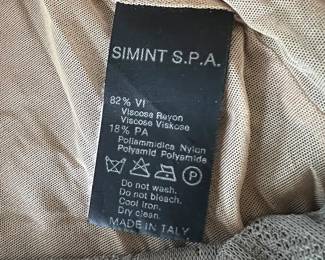 SIMINT S.P.A.
82% VI
Viscose Rayon
Viscose Viskose
18% PA
Poliammidica Nylon
Polyamid Polyamide
P
Do not wash.
Do not bleach.
Cool iron.
Dry clean.
MADE IN ITALY